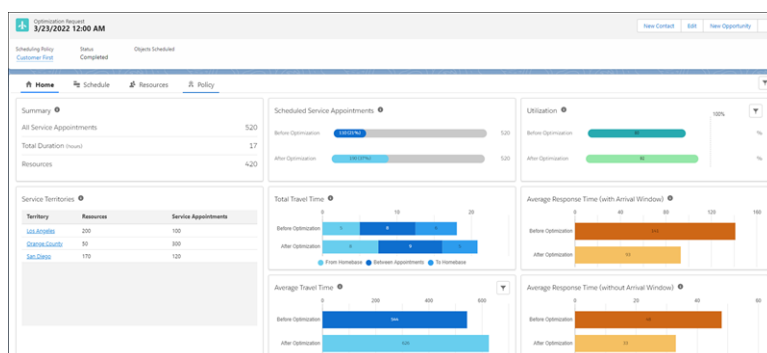 Optimization Request
3/23/2022 12:00 AM
New Contact
Edit
New Opportunity
Scheduling Policy
Status
Objects Scheduled
Customer First
Completed
Home
Schedule
Resources
Policy
Summary
All Service Appointments 520
Total Duration (hours) 17
Resources 420
Scheduled Service Appointments
Before Optimization 520
After Optimization 520
Utilization
100%
Before Optimization %
After Optimization %
Service Territories
Territory Resources Service Appointments
Los Angeles 200 100
Orange County 50 300
San Diego 170 120
Total Travel Time
0 10 20
Before Optimization
After Optimization
From Homebase Between Appointments To Homebase
Average Response Time (with Arrival Window)
0 40 80 120 160
Before Optimization
After Optimization
Average Travel Time
0 200 400 600
Before Optimization
After Optimization
Average Response Time (without Arrival Window)
0 20 40 60
Before Optimization
After Optimization